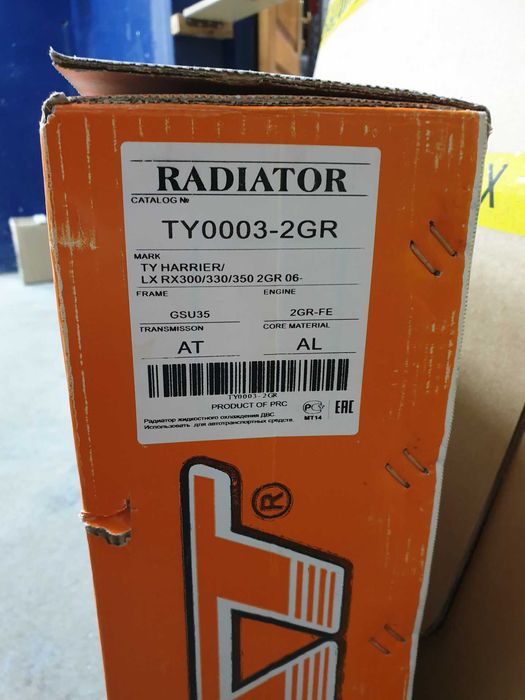 RADIATOR
CATALOG №
TY0003-2GR
MARK
TY HARRIER/
LX RX300/330/350 2GR 06-
FRAME ENGINE
GSU35 2GR-FE
TRANSMISSON CORE MATERIAL
AT AL
TY0003-2GR
PRODUCT OF PRC
Радиатор жидкостного охлаждения ДВС.
Использовать для автотранспортных средств.
РСТ
МТ14
EAC
®
X